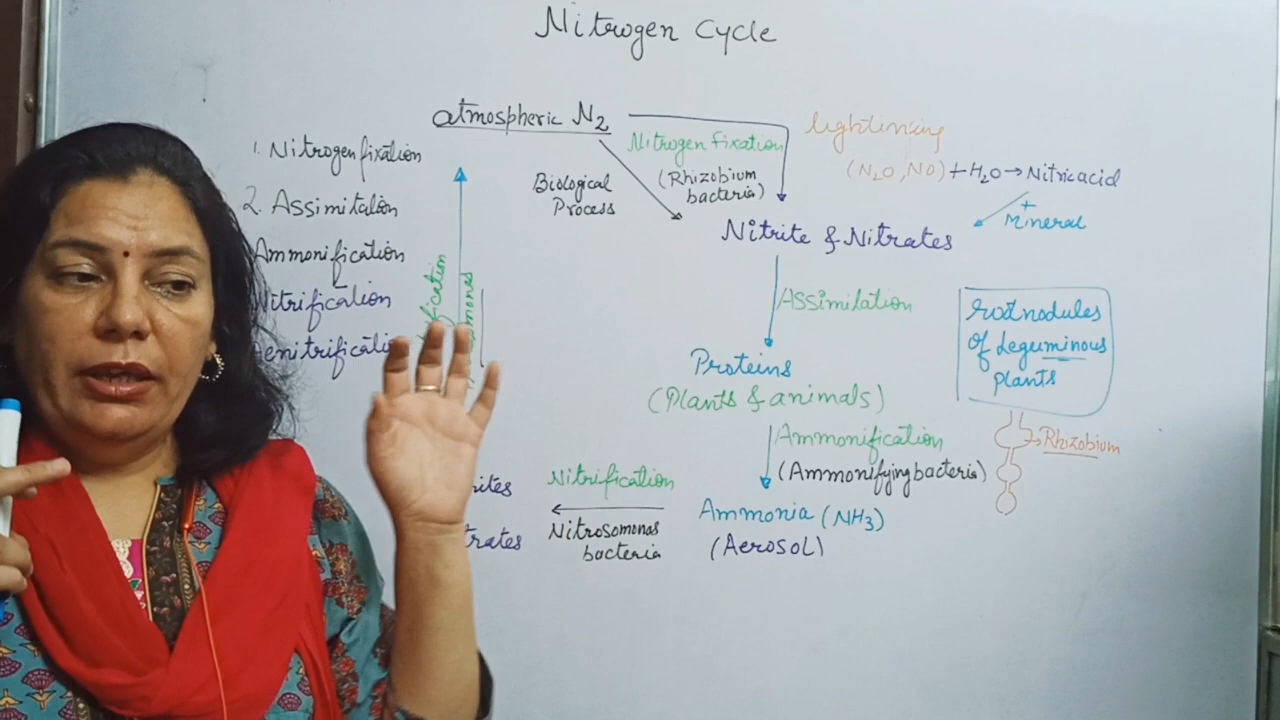 Nitrogen Cycle
atmospheric N2
1. Nitrogen fixation
2. Assimilation
Ammonification
Nitrogen fixation
(Rhizobium
bacteria)
Biological
Process
lightening
(N2O, NO) + H2O → Nitric acid
+
Mineral
Nitrite & Nitrates
Assimilation
Proteins
(Plants & animals)
Ammonification
(Ammonifying bacteria)
Ammonia (NH3)
(Aerosol)
Nitrification
Nitrosomonas
bacteria
root nodules
of Leguminous
plants
Rhizobium